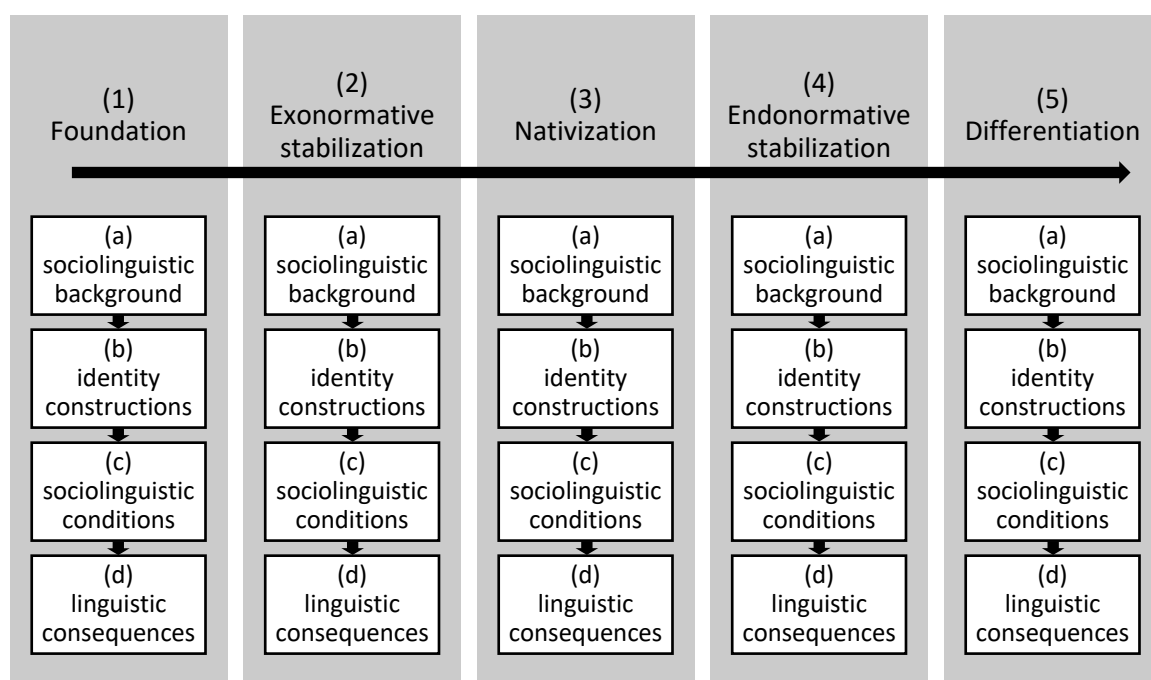 (1)
Foundation
(2)
Exonormative
stabilization
(3)
Nativization
(4)
Endonormative
stabilization
(5)
Differentiation
(a)
sociolinguistic
background
(b)
identity
constructions
(c)
sociolinguistic
conditions
(d)
linguistic
consequences
(a)
sociolinguistic
background
(b)
identity
constructions
(c)
sociolinguistic
conditions
(d)
linguistic
consequences
(a)
sociolinguistic
background
(b)
identity
constructions
(c)
sociolinguistic
conditions
(d)
linguistic
consequences
(a)
sociolinguistic
background
(b)
identity
constructions
(c)
sociolinguistic
conditions
(d)
linguistic
consequences
(a)
sociolinguistic
background
(b)
identity
constructions
(c)
sociolinguistic
conditions
(d)
linguistic
consequences